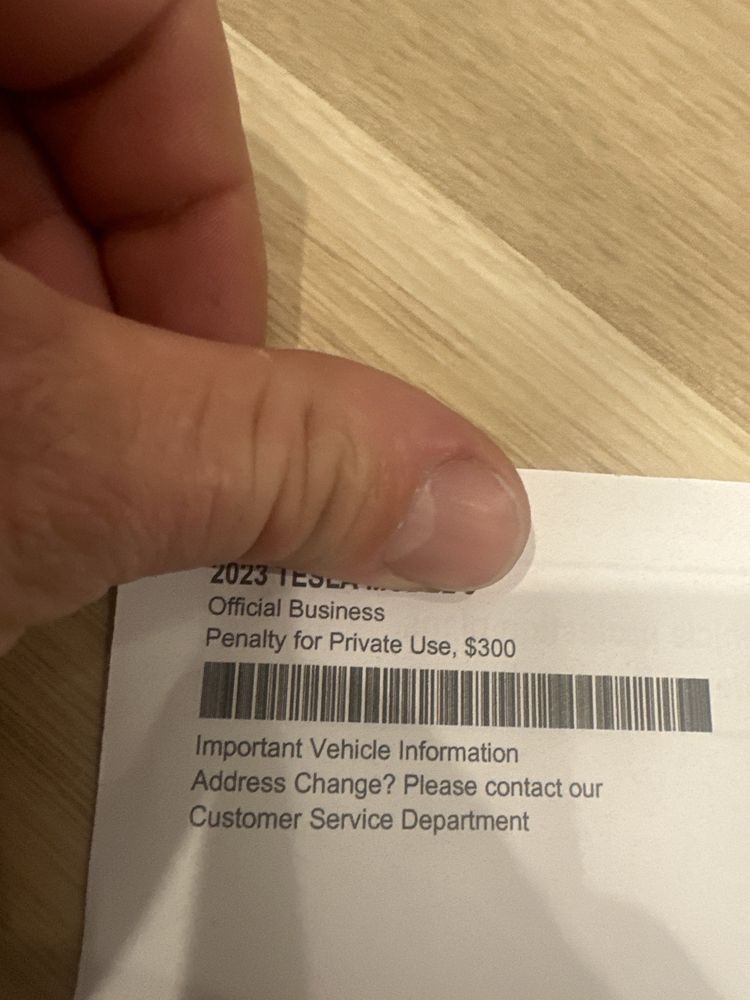 2023 TESLA
Official Business
Penalty for Private Use, $300
Important Vehicle Information
Address Change? Please contact our
Customer Service Department